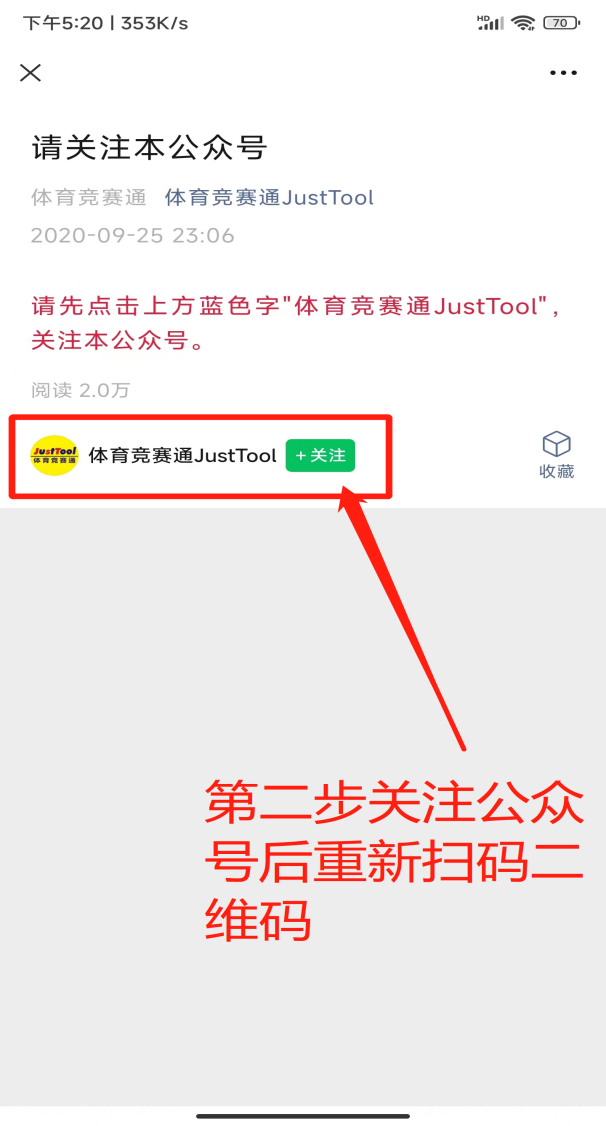 下午5:20 | 353K/s
HD
70
请关注本公众号
体育竞赛通 体育竞赛通JustTool
2020-09-25 23:06
请先点击上方蓝色字"体育竞赛通JustTool",
关注本公众号。
阅读 2.0万
JustTool
体育竞赛通
体育竞赛通JustTool
+关注
收藏
第二步关注公众
号后重新扫码二
维码